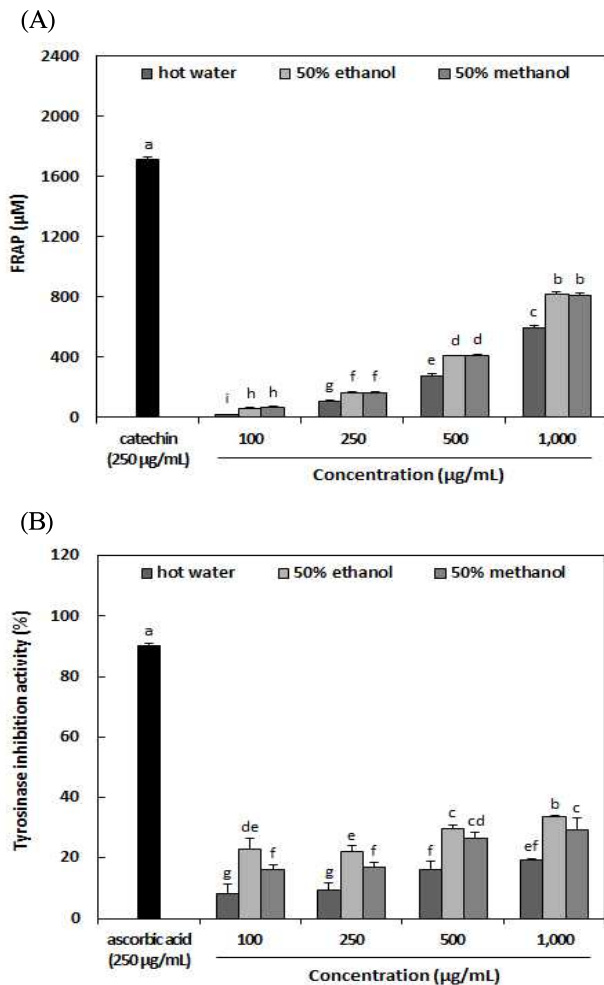 (A)
2400
2000
1600
1200
800
400
0
FRAP (µM)
hot water 50% ethanol 50% methanol
a
i h h
g f f
e d d
c b b
catechin
(250 µg/mL)
100 250 500 1,000
Concentration (µg/mL)
(B)
120
100
80
60
40
20
0
Tyrosinase inhibition activity (%)
hot water 50% ethanol 50% methanol
a
g de f
g e f
f c cd
ef b c
ascorbic acid
(250 µg/mL)
100 250 500 1,000
Concentration (µg/mL)